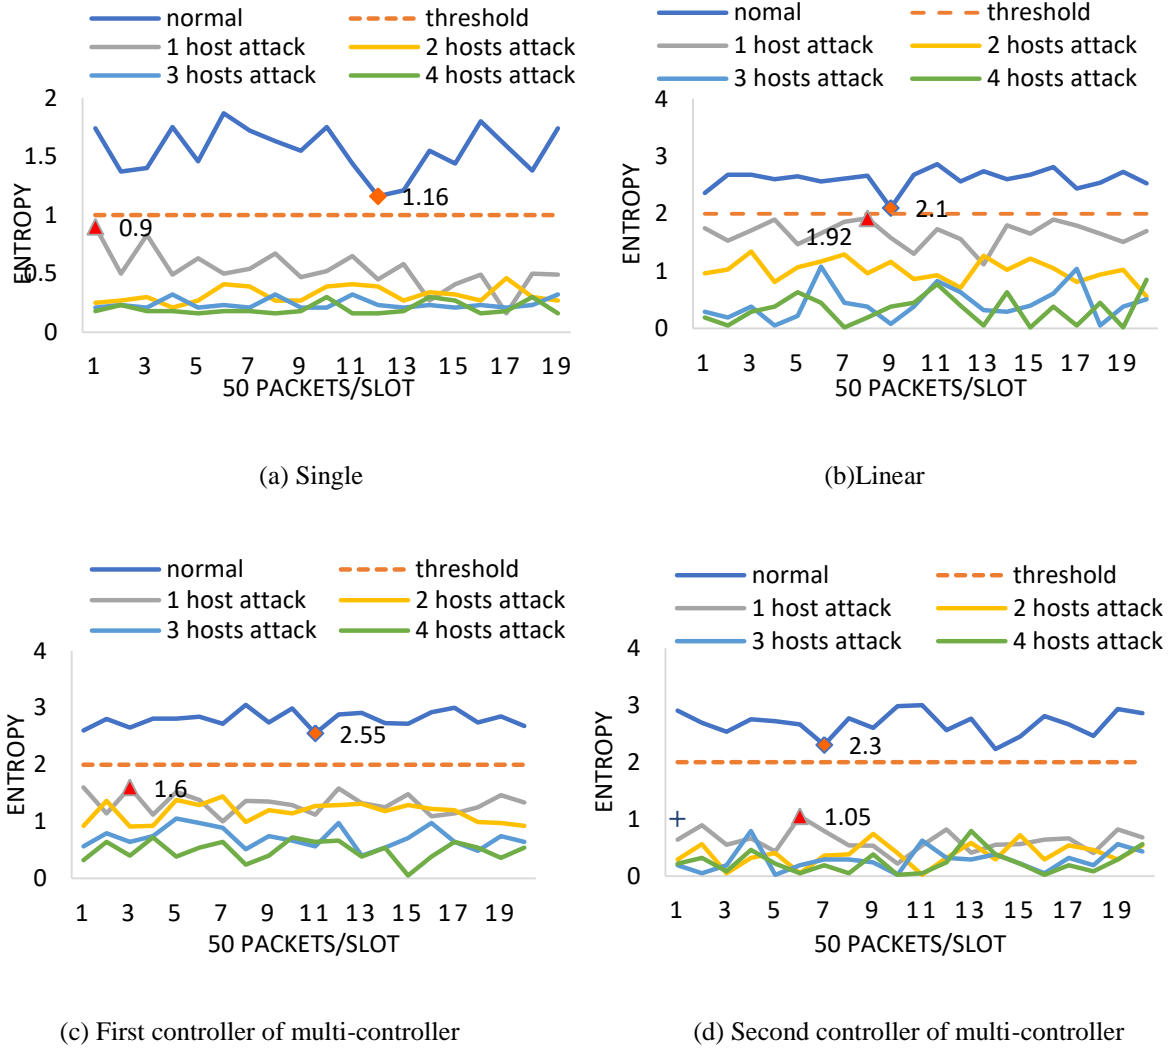 normal threshold
1 host attack 2 hosts attack
3 hosts attack 4 hosts attack
2
1.5
1
0.5
0
ENTROPY
1.16
0.9
1 3 5 7 9 11 13 15 17 19
50 PACKETS/SLOT
(a) Single
nomal threshold
1 host attack 2 hosts attack
3 hosts attack 4 hosts attack
4
3
2
1
0
ENTROPY
2.1
1.92
1 3 5 7 9 11 13 15 17 19
50 PACKETS/SLOT
(b)Linear
normal threshold
1 host attack 2 hosts attack
3 hosts attack 4 hosts attack
4
3
2
1
0
ENTROPY
2.55
1.6
1 3 5 7 9 11 13 15 17 19
50 PACKETS/SLOT
(c) First controller of multi-controller
normal threshold
1 host attack 2 hosts attack
3 hosts attack 4 hosts attack
4
3
2
1
0
ENTROPY
2.3
1.05
1 3 5 7 9 11 13 15 17 19
50 PACKETS/SLOT
(d) Second controller of multi-controller